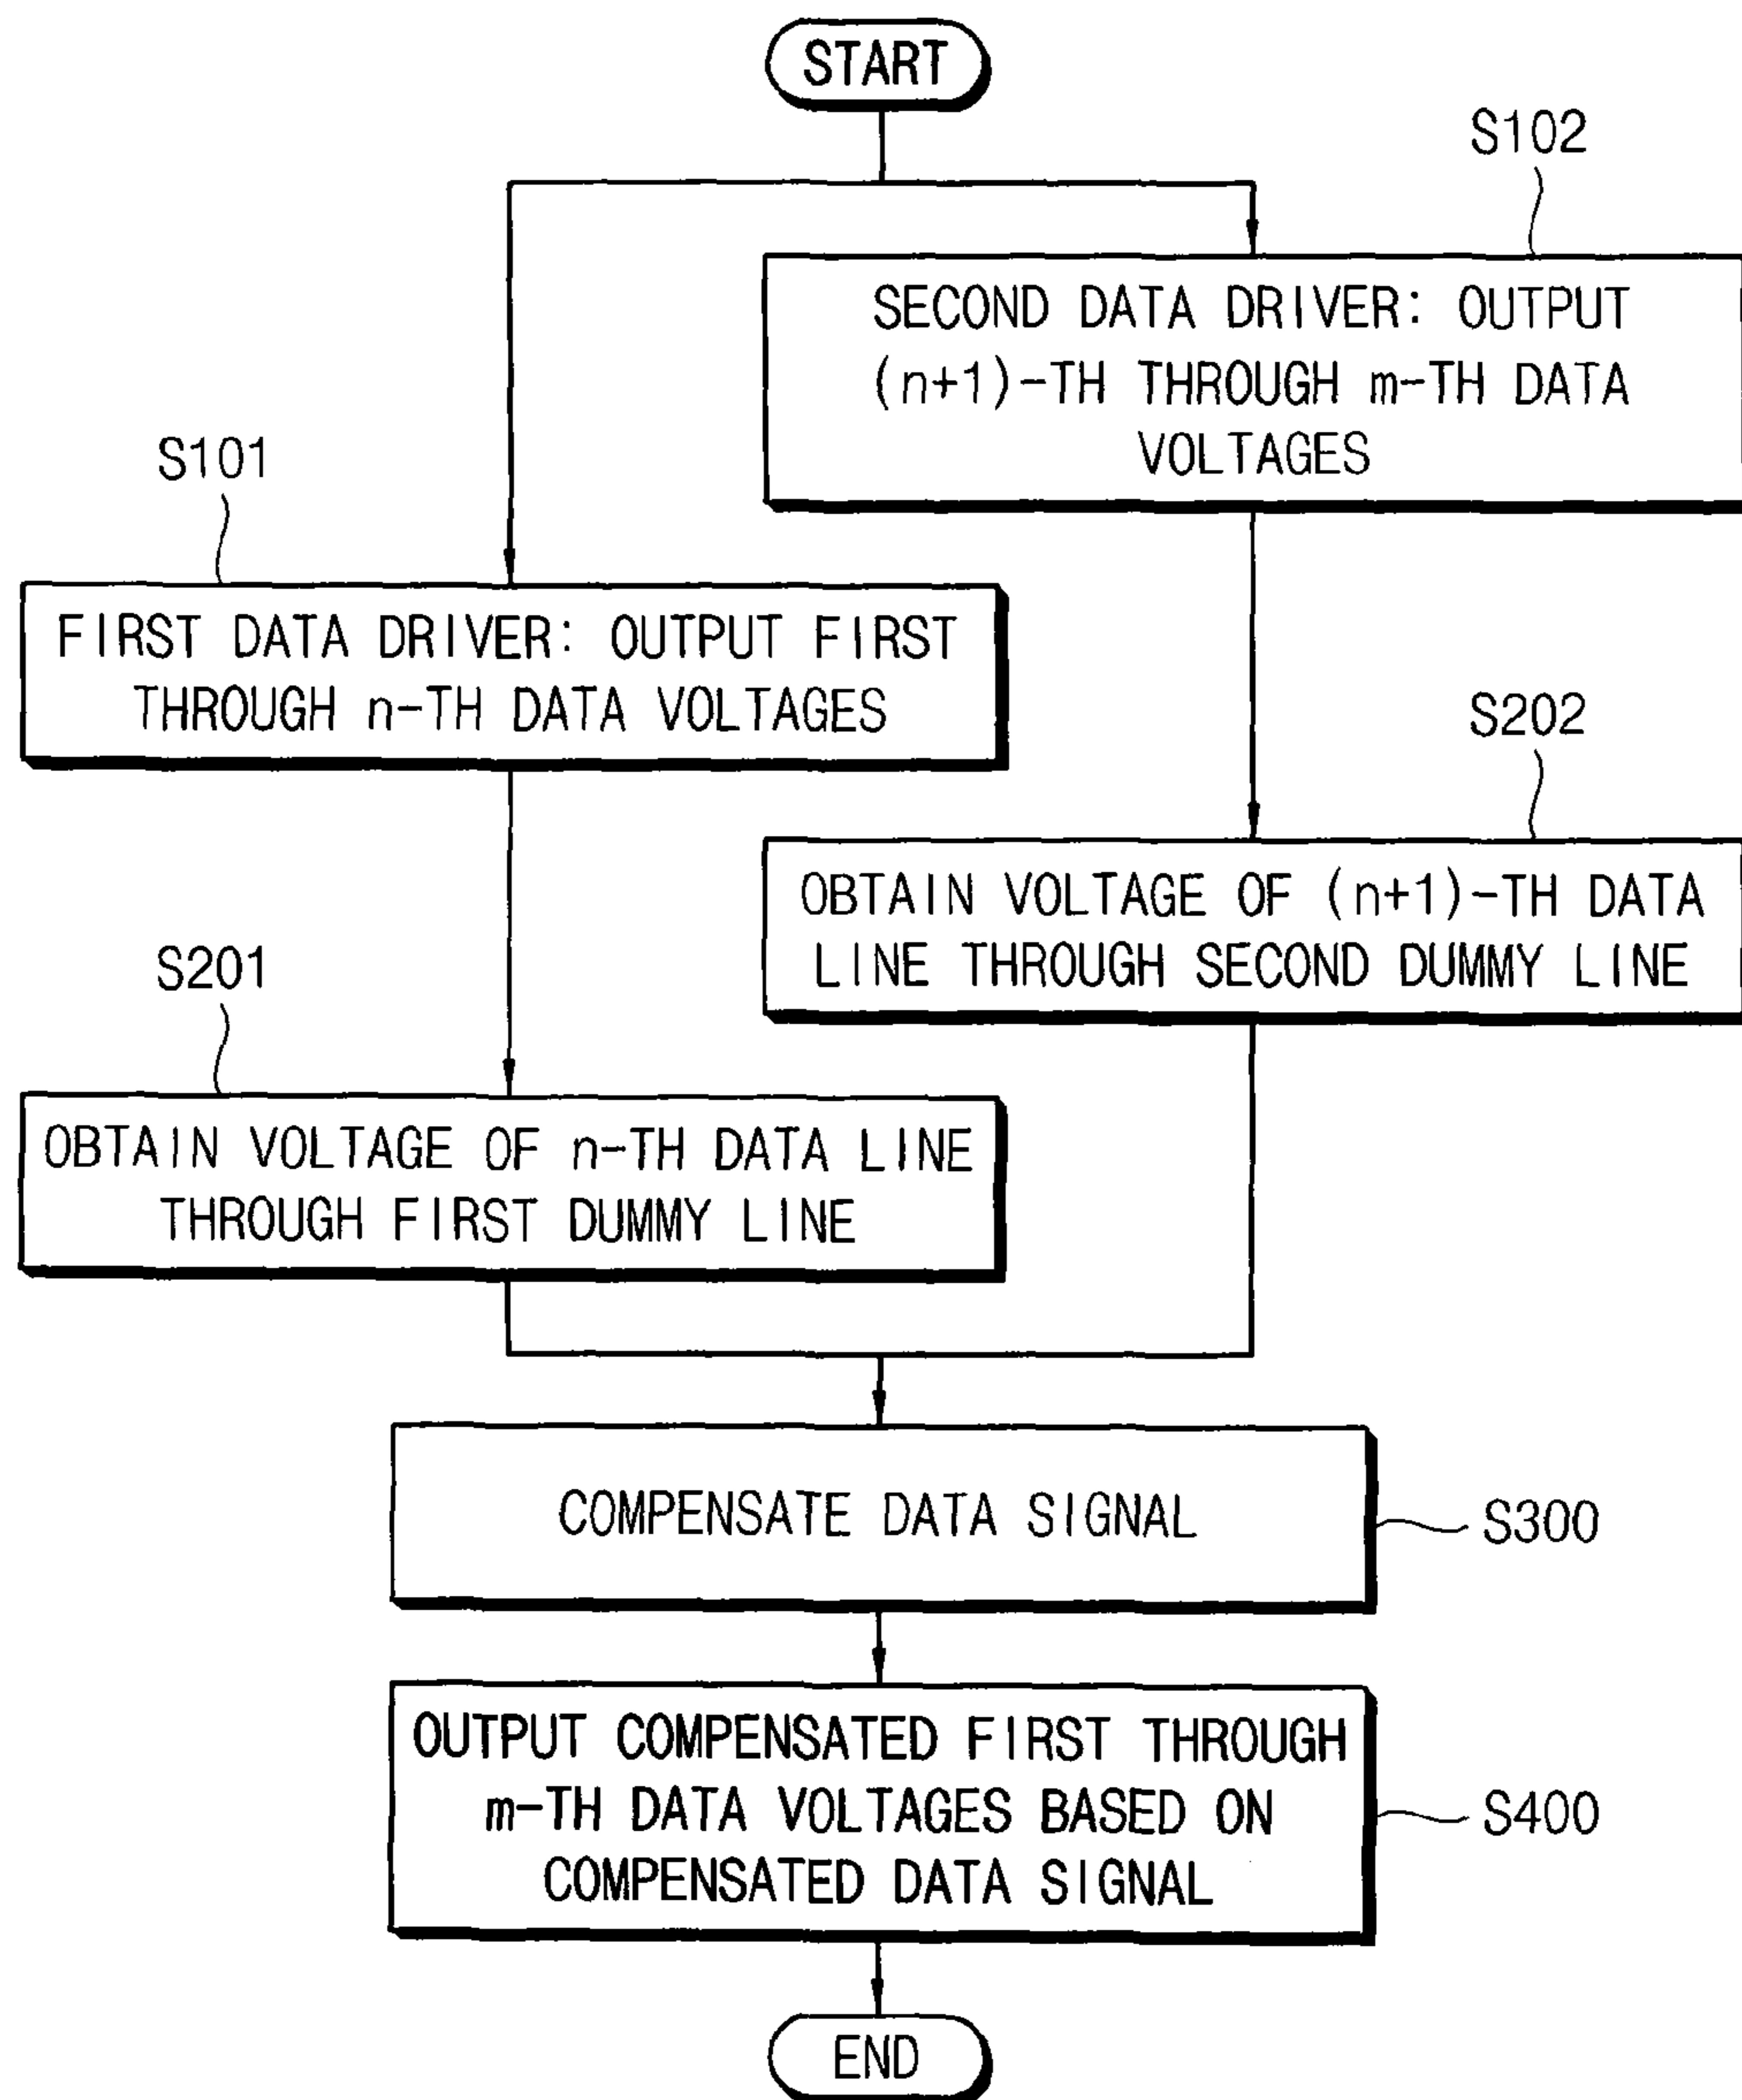 START
S102
SECOND DATA DRIVER: OUTPUT
(n+1)-TH THROUGH m-TH DATA
VOLTAGES
S101
FIRST DATA DRIVER: OUTPUT FIRST
THROUGH n-TH DATA VOLTAGES
S202
OBTAIN VOLTAGE OF (n+1)-TH DATA
LINE THROUGH SECOND DUMMY LINE
S201
OBTAIN VOLTAGE OF n-TH DATA LINE
THROUGH FIRST DUMMY LINE
COMPENSATE DATA SIGNAL
S300
OUTPUT COMPENSATED FIRST THROUGH
m-TH DATA VOLTAGES BASED ON
COMPENSATED DATA SIGNAL
S400
END